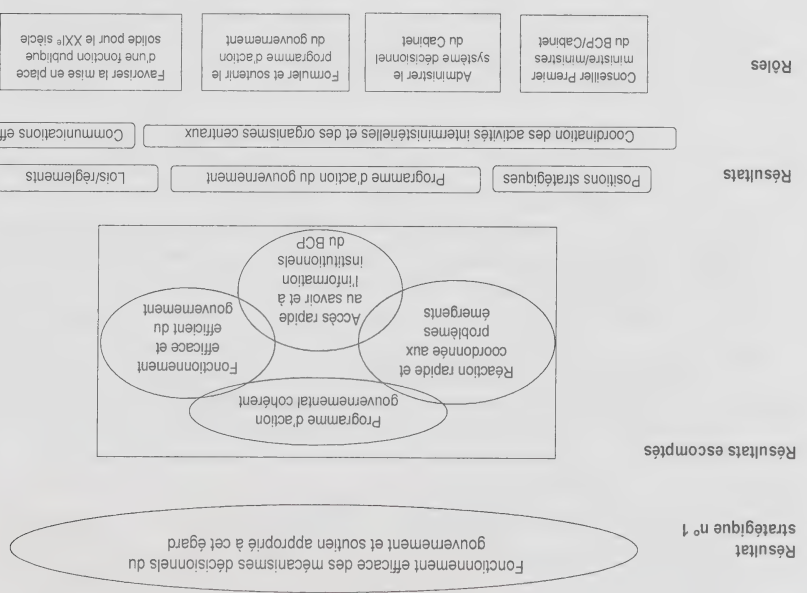 Résultat
stratégique n° 1
Fonctionnement efficace des mécanismes décisionnels du
gouvernement et soutien approprié à cet égard
Résultats escomptés
Programme d'action
gouvernemental cohérent
Réaction rapide et
coordonnée aux
problèmes
émergents
Accès rapide
au savoir et à
l'information
institutionnels
du BCP
Fonctionnement
efficace et
efficient du
gouvernement
Résultats
Positions stratégiques
Programme d'action du gouvernement
Lois/règlements
Coordination des activités interministérielles et des organismes centraux
Communications
Rôles
Conseiller Premier
ministre/ministres
du BCP/Cabinet
Administrer le
système décisionnel
du Cabinet
Formuler et soutenir le
programme d'action
du gouvernement
Favoriser la mise en place
d'une fonction publique
solide pour le XXIe siècle